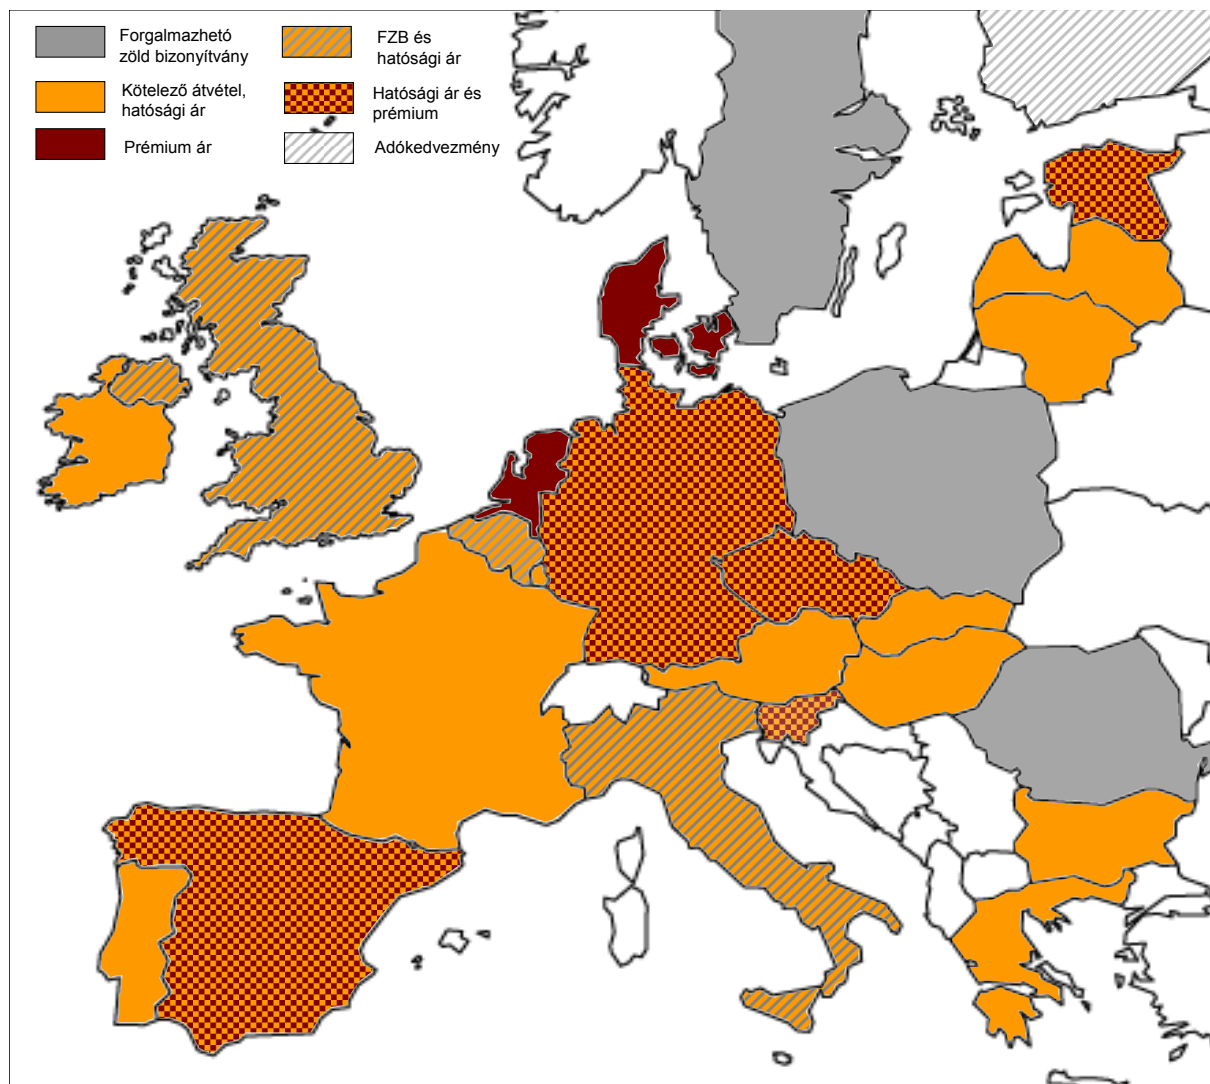 Forgalmazható
zöld bizonyítvány
Kötelező átvétel,
hatósági ár
Prémium ár
FZB és
hatósági ár
Hatósági ár és
prémium
Adókedvezmény